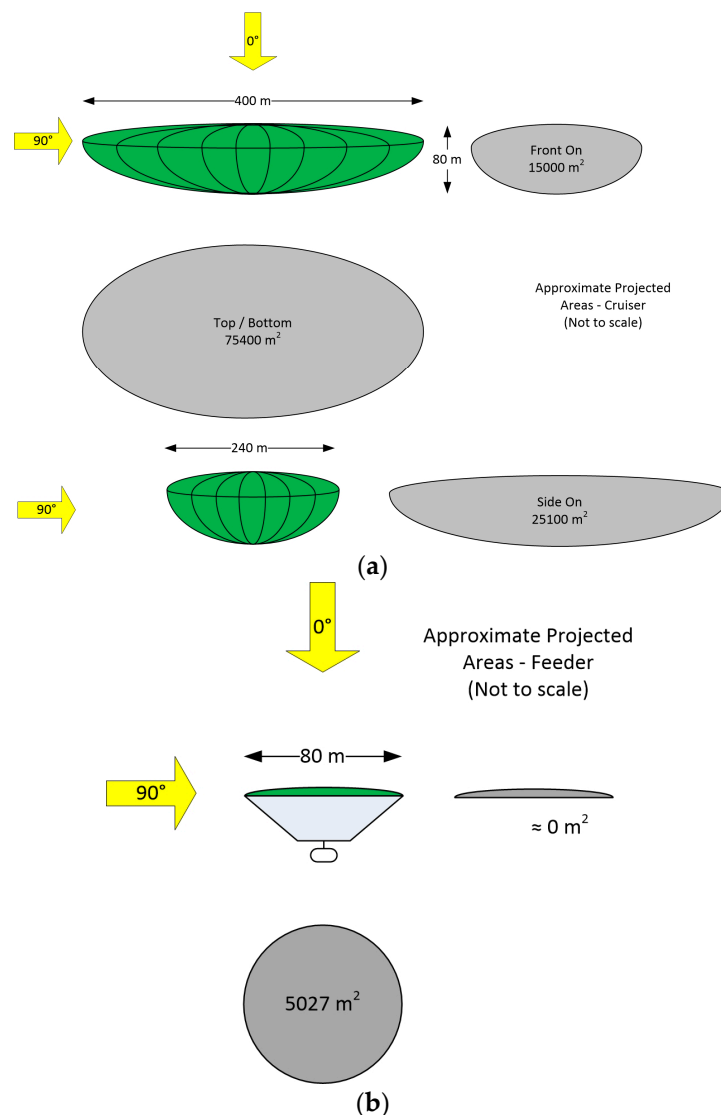 0°
400 m
90°
80 m
Front On
15000 m²
Approximate Projected
Areas - Cruiser
(Not to scale)
Top / Bottom
75400 m²
240 m
90°
Side On
25100 m²
(a)
0°
Approximate Projected
Areas - Feeder
(Not to scale)
80 m
90°
≈ 0 m²
5027 m²
(b)